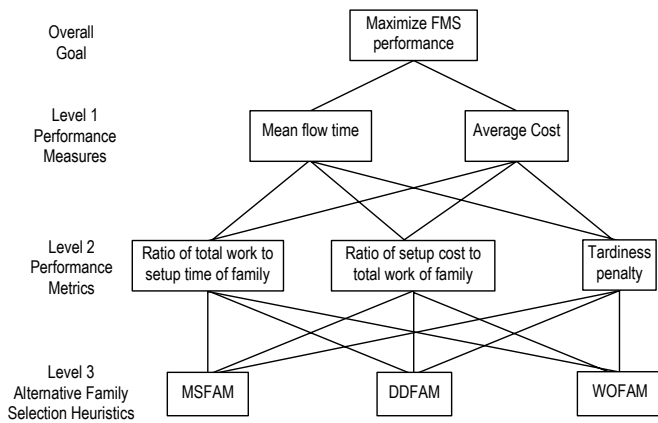 Overall
Goal
Maximize FMS
performance
Level 1
Performance
Measures
Mean flow time
Average Cost
Level 2
Performance
Metrics
Ratio of total work to
setup time of family
Ratio of setup cost to
total work of family
Tardiness
penalty
Level 3
Alternative Family
Selection Heuristics
MSFAM
DDFAM
WOFAM